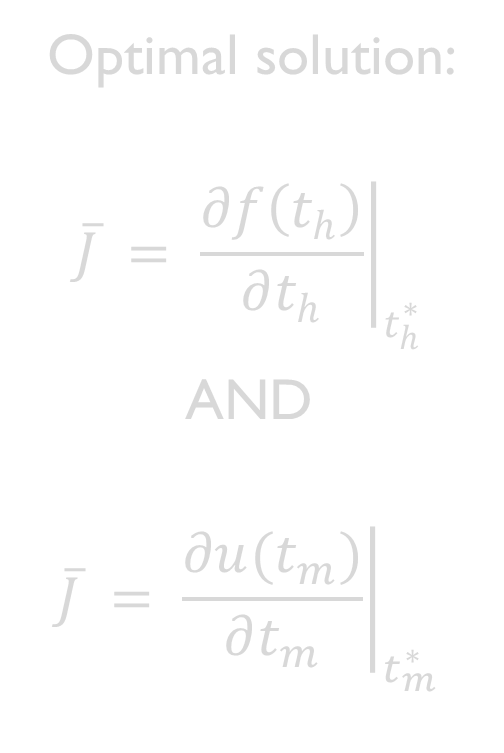 Optimal solution:
J̄ = ∂f(t_h)/∂t_h |_{t_h^*}
AND
J̄ = ∂u(t_m)/∂t_m |_{t_m^*}